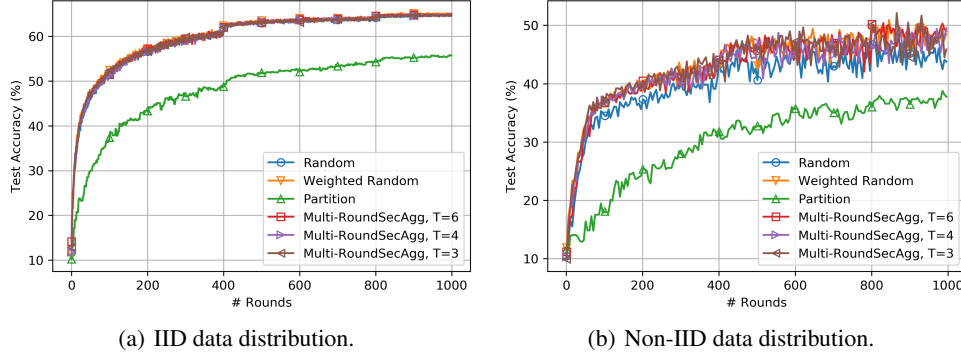 Test Accuracy (%)
60
50
40
30
20
10
0
200
400
600
800
1000
# Rounds
Random
Weighted Random
Partition
Multi-RoundSecAgg, T=6
Multi-RoundSecAgg, T=4
Multi-RoundSecAgg, T=3
(a) IID data distribution.
Test Accuracy (%)
50
40
30
20
10
0
200
400
600
800
1000
# Rounds
Random
Weighted Random
Partition
Multi-RoundSecAgg, T=6
Multi-RoundSecAgg, T=4
Multi-RoundSecAgg, T=3
(b) Non-IID data distribution.